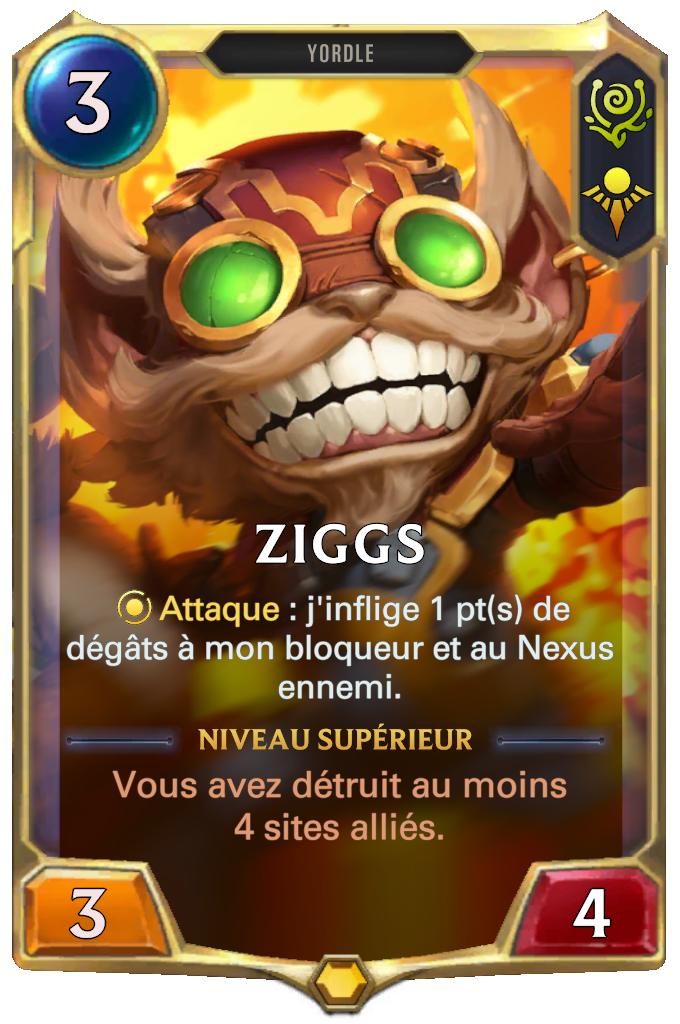 3
YORDLE
ZIGGS
Attaque : j'inflige 1 pt(s) de
dégâts à mon bloqueur et au Nexus
ennemi.
NIVEAU SUPÉRIEUR
Vous avez détruit au moins
4 sites alliés.
3
4